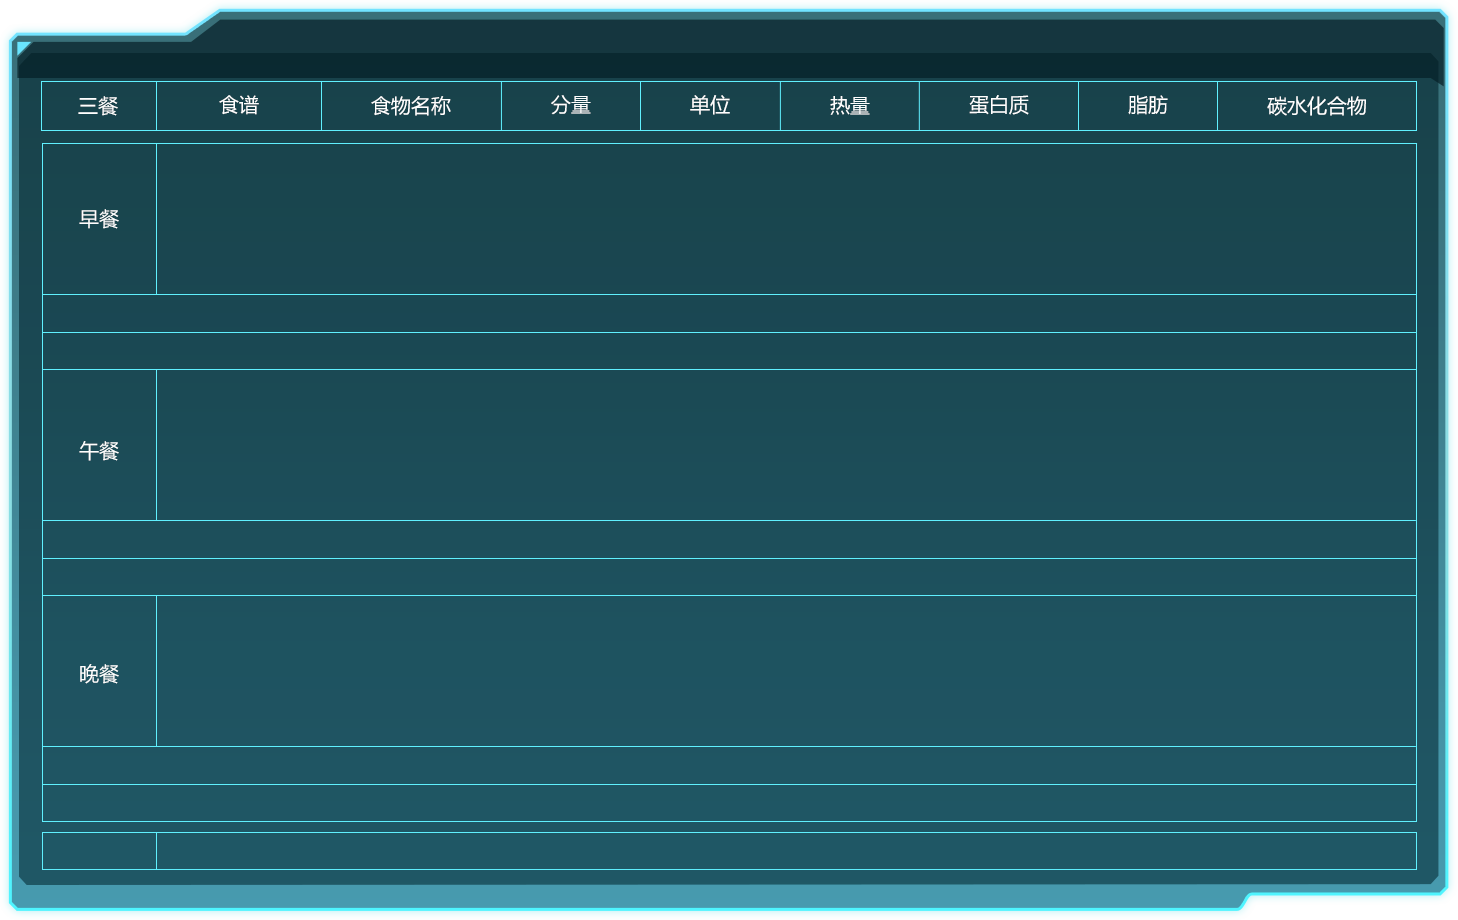 三餐 食谱 食物名称 分量 单位 热量 蛋白质 脂肪 碳水化合物
早餐
午餐
晚餐